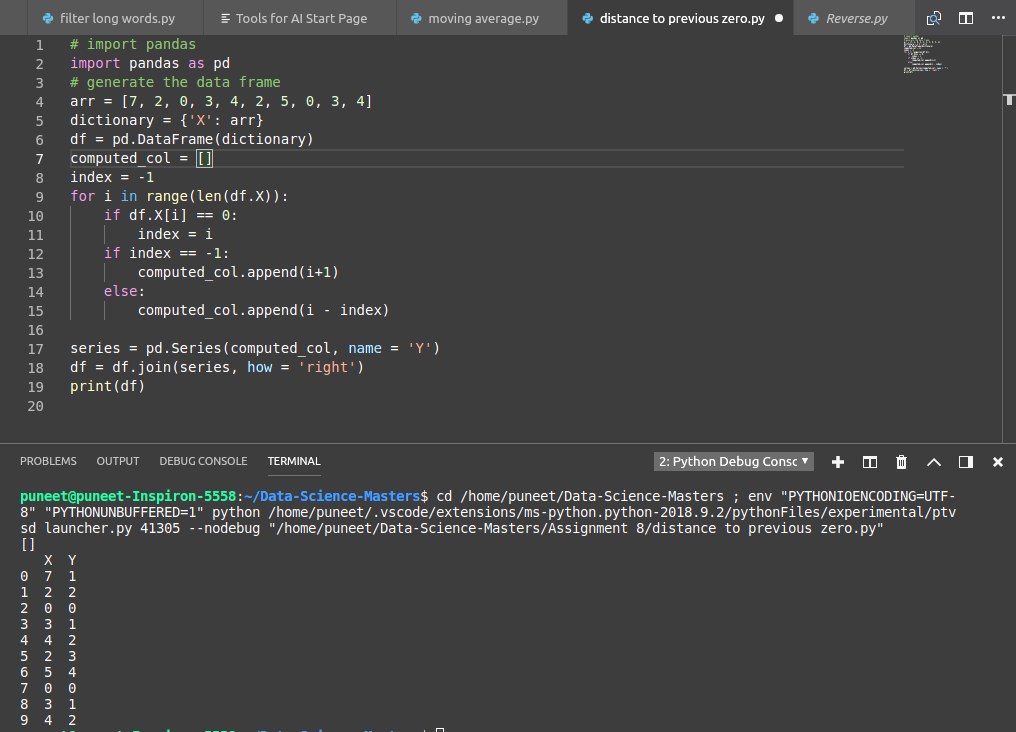 filter long words.py
Tools for AI Start Page
moving average.py
distance to previous zero.py
Reverse.py
1 # import pandas
2 import pandas as pd
3 # generate the data frame
4 arr = [7, 2, 0, 3, 4, 2, 5, 0, 3, 4]
5 dictionary = {'X': arr}
6 df = pd.DataFrame(dictionary)
7 computed_col = []
8 index = -1
9 for i in range(len(df.X)):
10 if df.X[i] == 0:
11 index = i
12 if index == -1:
13 computed_col.append(i+1)
14 else:
15 computed_col.append(i - index)
16
17 series = pd.Series(computed_col, name = 'Y')
18 df = df.join(series, how = 'right')
19 print(df)
20
PROBLEMS OUTPUT DEBUG CONSOLE TERMINAL
2: Python Debug Consc
puneet@puneet-Inspiron-5558:~/Data-Science-Masters$ cd /home/puneet/Data-Science-Masters ; env "PYTHONIOENCODING=UTF-
8" "PYTHONUNBUFFERED=1" python /home/puneet/.vscode/extensions/ms-python.python-2018.9.2/pythonFiles/experimental/ptv
sd launcher.py 41305 --nodebug "/home/puneet/Data-Science-Masters/Assignment 8/distance to previous zero.py"
[]
X Y
0 7 1
1 2 2
2 0 0
3 3 1
4 4 2
5 2 3
6 5 4
7 0 0
8 3 1
9 4 2